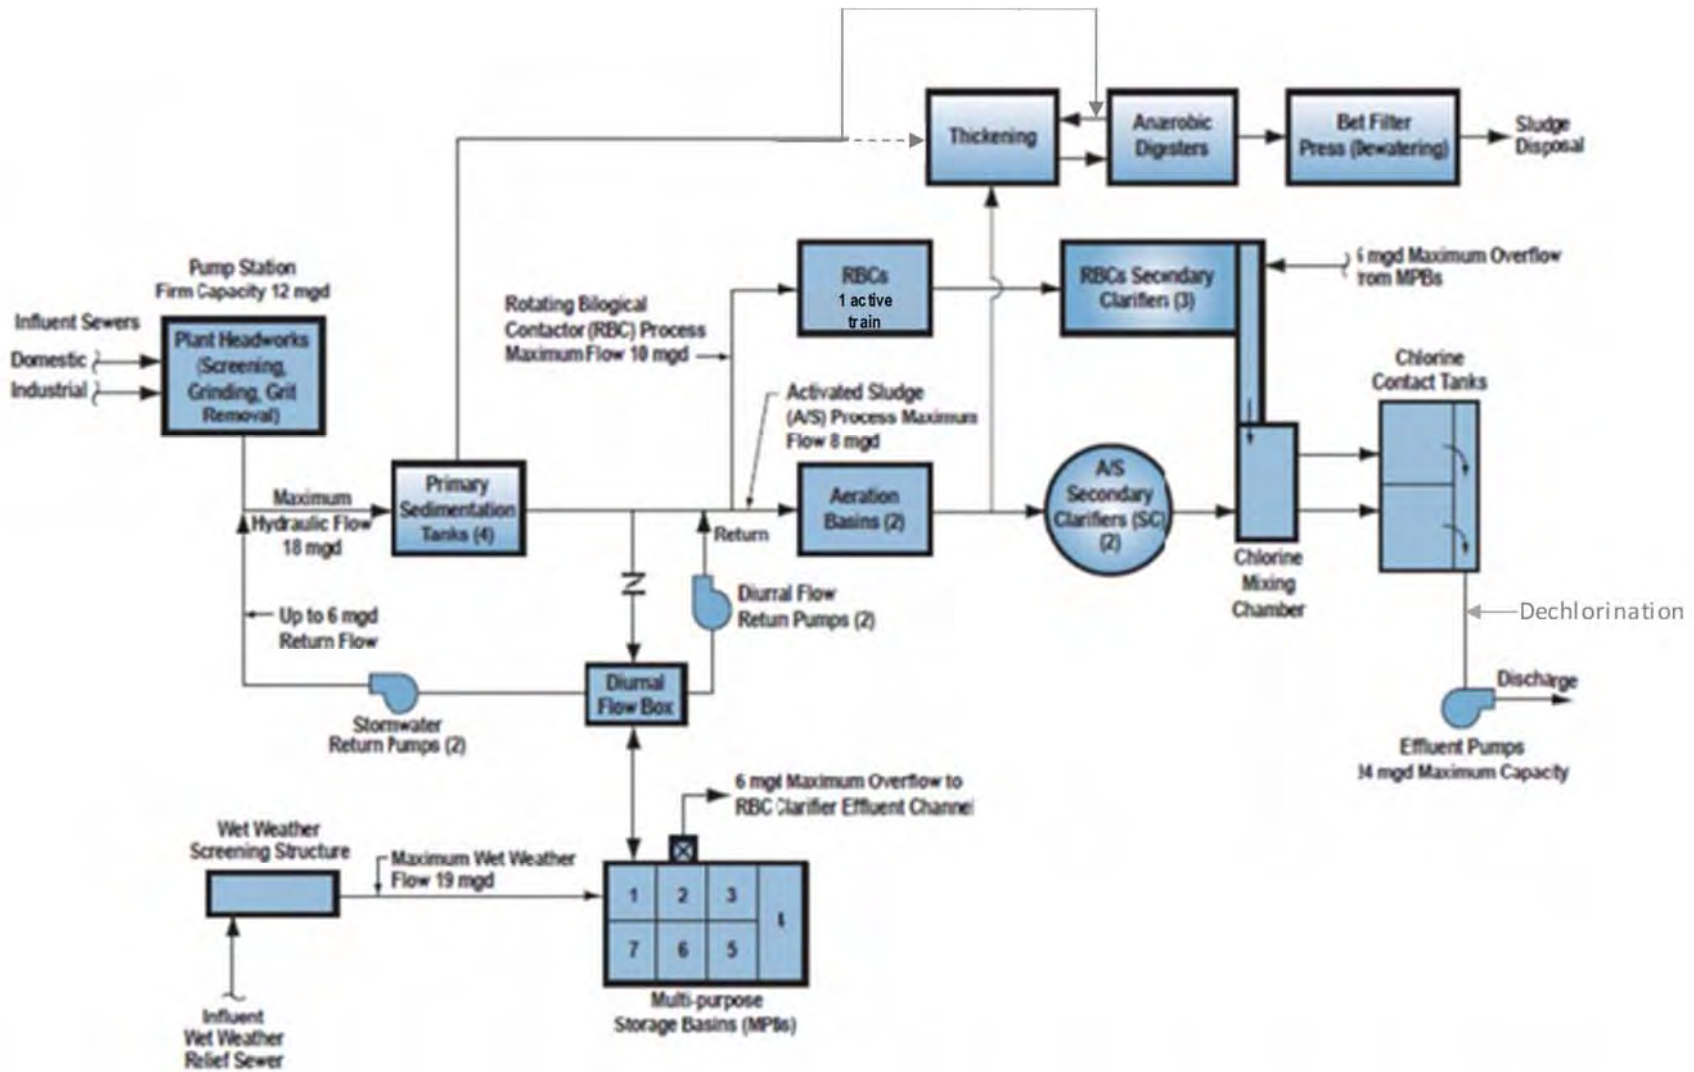 Thickening
Anaerobic
Digesters
Bet Filter
Press (Dewatering)
Sludge
Disposal
Pump Station
Firm Capacity 12 mgd
Influent Sewers
Domestic
Industrial
Plant Headworks
(Screening,
Grinding, Grit
Removal)
Rotating Bilogical
Contactor (RBC) Process
Maximum Flow 10 mgd
RBCs
1 active
train
RBCs Secondary
Clarifiers (3)
6 mgd Maximum Overflow
from MPBs
Activated Sludge
(A/S) Process Maximum
Flow 8 mgd
Chlorine
Contact Tanks
Maximum
Hydraulic Flow
18 mgd
Primary
Sedimentation
Tanks (4)
Return
Aeration
Basins (2)
A/S
Secondary
Clarifiers (SC)
(2)
Chlorine
Mixing
Chamber
Up to 6 mgd
Return Flow
Diurnal Flow
Return Pumps (2)
Dechlorination
Diurnal
Flow Box
Stormwater
Return Pumps (2)
Discharge
Effluent Pumps
mgd Maximum Capacity
6 mgd Maximum Overflow to
RBC Clarifier Effluent Channel
Wet Weather
Screening Structure
Maximum Wet Weather
Flow 19 mgd
1 2 3
7 6 5
Multi-purpose
Storage Basins (MPBs)
Influent
Wet Weather
Relief Sewer